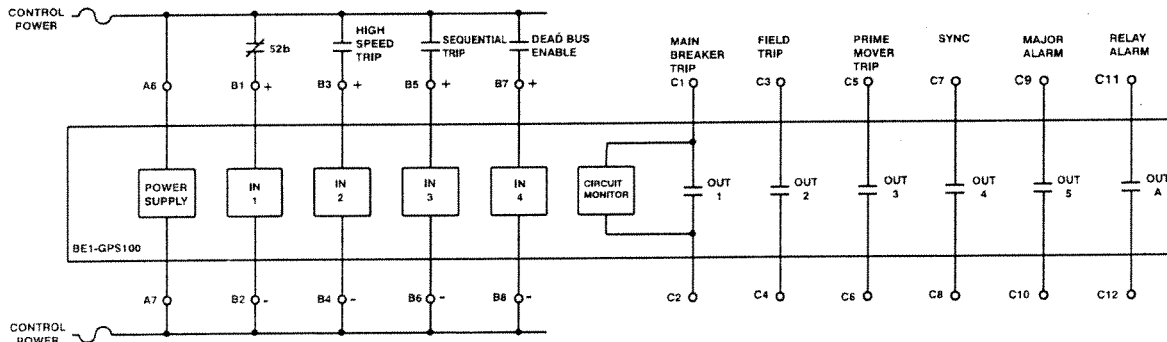 CONTROL
POWER
52b
HIGH
SPEED
TRIP
SEQUENTIAL
TRIP
DEAD BUS
ENABLE
MAIN
BREAKER
TRIP
FIELD
TRIP
PRIME
MOVER
TRIP
SYNC
MAJOR
ALARM
RELAY
ALARM
A6
B1 +
B3 +
B5 +
B7 +
C1
C3
C5
C7
C9
C11
POWER
SUPPLY
IN
1
IN
2
IN
3
IN
4
CIRCUIT
MONITOR
OUT
1
OUT
2
OUT
3
OUT
4
OUT
5
OUT
A
BE1-GPS100
A7
B2 -
B4 -
B6 -
B8 -
C2
C4
C6
C8
C10
C12
CONTROL
POWER